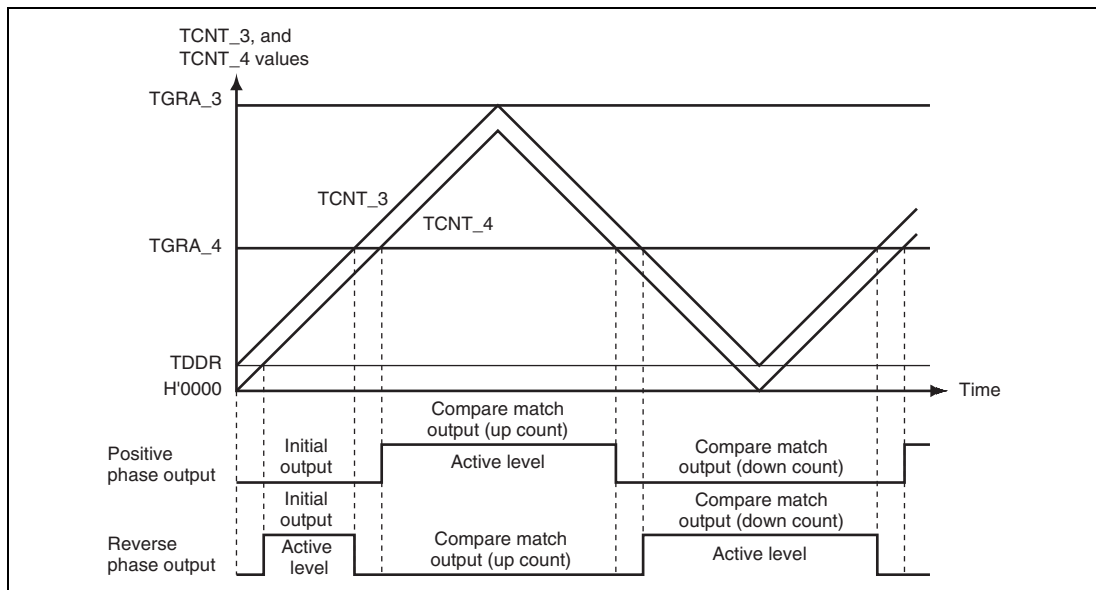 TCNT_3, and
TCNT_4 values
TGRA_3
TCNT_3
TCNT_4
TGRA_4
TDDR
H'0000
Time
Positive
phase output
Initial
output
Compare match
output (up count)
Active level
Compare match
output (down count)
Reverse
phase output
Initial
output
Active
level
Compare match
output (up count)
Compare match
output (down count)
Active level